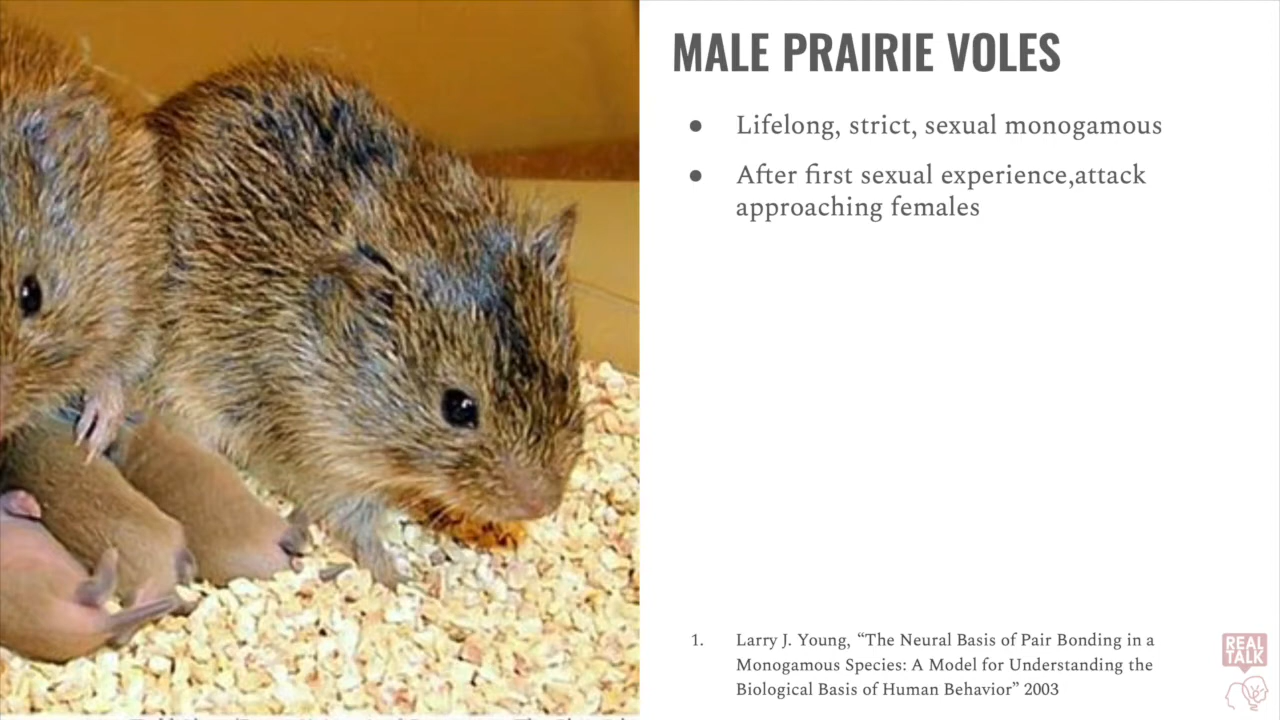 MALE PRAIRIE VOLES
● Lifelong, strict, sexual monogamous
● After first sexual experience,attack
approaching females
1. Larry J. Young, “The Neural Basis of Pair Bonding in a
Monogamous Species: A Model for Understanding the
Biological Basis of Human Behavior” 2003
REAL
TALK